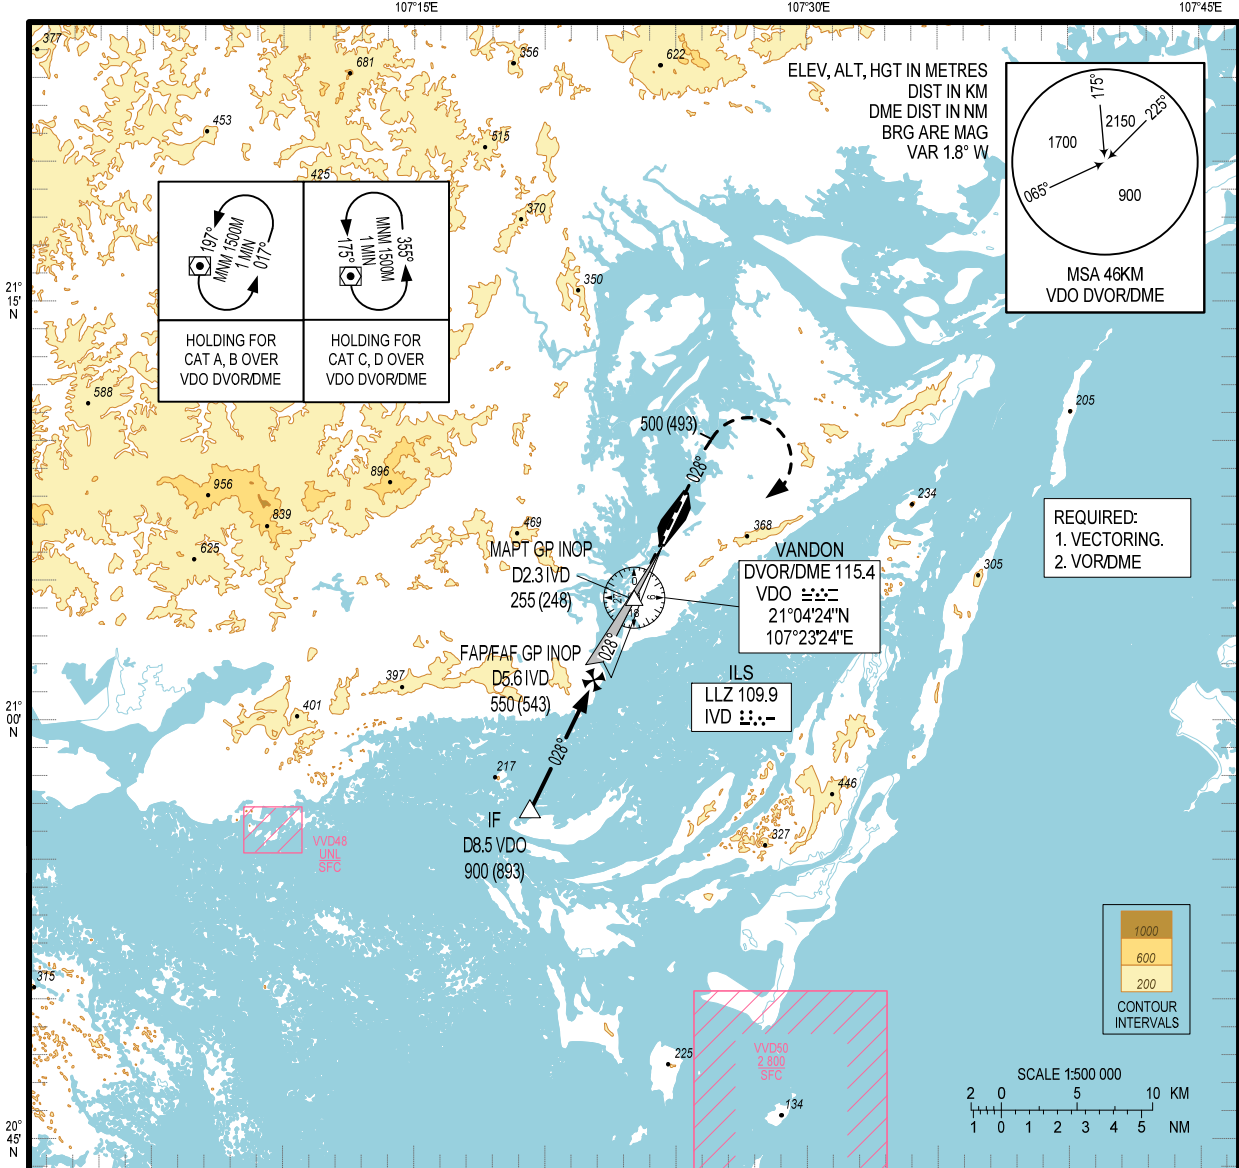 107°15'E
107°30'E
107°45'E
377
356
622
681
453
515
425
370
350
ELEV, ALT, HGT IN METRES
DIST IN KM
DME DIST IN NM
BRG ARE MAG
VAR 1.8° W
175°
225°
2150
1700
065°
900
MSA 46KM
VDO DVOR/DME
197°
MNM 1500M
1 MIN
017°
175°
MNM 1500M
1 MIN
355°
HOLDING FOR
CAT A, B OVER
VDO DVOR/DME
HOLDING FOR
CAT C, D OVER
VDO DVOR/DME
21°
15'
N
588
205
500 (493)
028°
896
956
839
625
469
234
368
305
REQUIRED:
1. VECTORING.
2. VOR/DME
MAPT GP INOP
D2.3 IVD
255 (248)
0
9
18
27
VANDON
DVOR/DME 115.4
VDO
21°04'24"N
107°23'24"E
028°
FAP/FAF GP INOP
D5.6 IVD
550 (543)
ILS
LLZ 109.9
IVD
397
401
21°
00'
N
028°
217
446
327
IF
D8.5 VDO
900 (893)
VVD48
UNL
SFC
315
1000
600
200
CONTOUR
INTERVALS
225
VVD50
2 800
SFC
134
SCALE 1:500 000
2 0 5 10 KM
1 0 1 2 3 4 5 NM
20°
45'
N